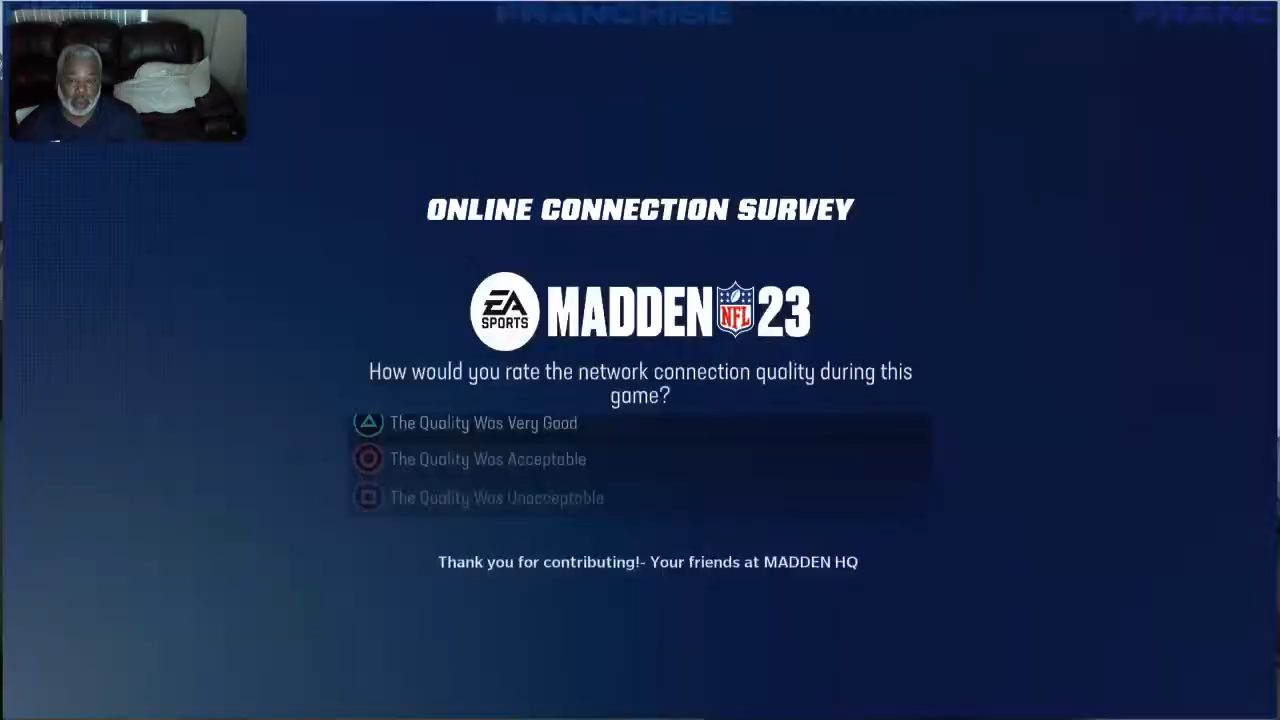 FRANCHISE FRANC
ONLINE CONNECTION SURVEY
EA SPORTS MADDEN NFL 23
How would you rate the network connection quality during this
game?
The Quality Was Very Good
The Quality Was Acceptable
The Quality Was Unacceptable
Thank you for contributing!- Your friends at MADDEN HQ